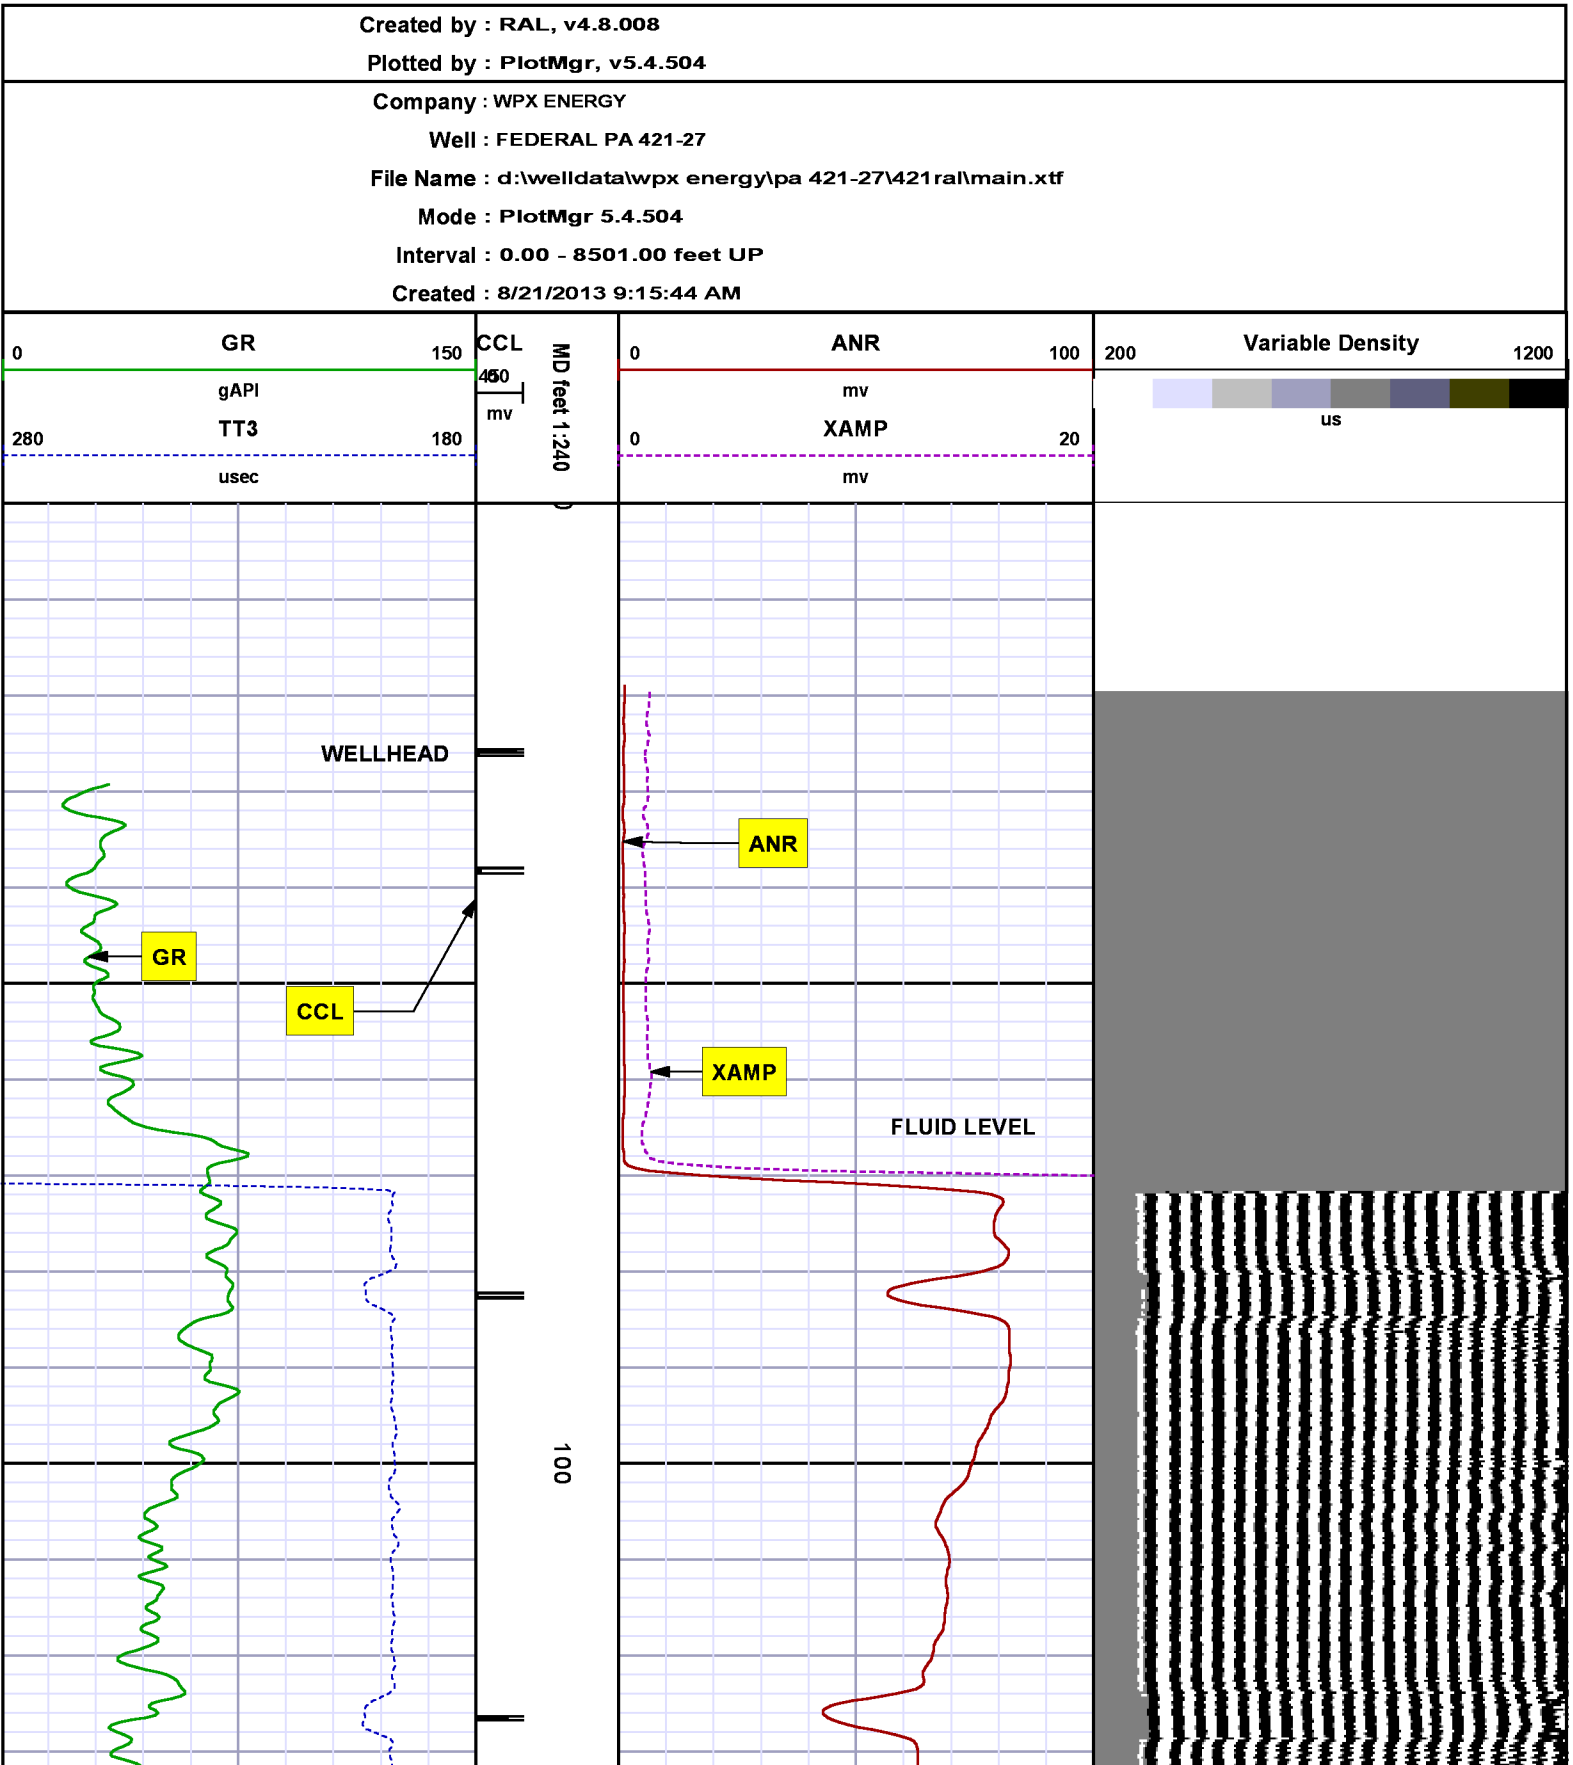 Created by : RAL, v4.8.008
Plotted by : PlotMgr, v5.4.504
Company : WPX ENERGY
Well : FEDERAL PA 421-27
File Name : d:\welldata\wpx energy\pa 421-27\421ral\main.xtf
Mode : PlotMgr 5.4.504
Interval : 0.00 - 8501.00 feet UP
Created : 8/21/2013 9:15:44 AM
0 GR 150
gAPI
280 TT3 180
usec
CCL
mv
MD feet 1:240
0 ANR 100
mv
0 XAMP 20
mv
200 Variable Density 1200
us
0
WELLHEAD
ANR
GR
CCL
XAMP
FLUID LEVEL
100